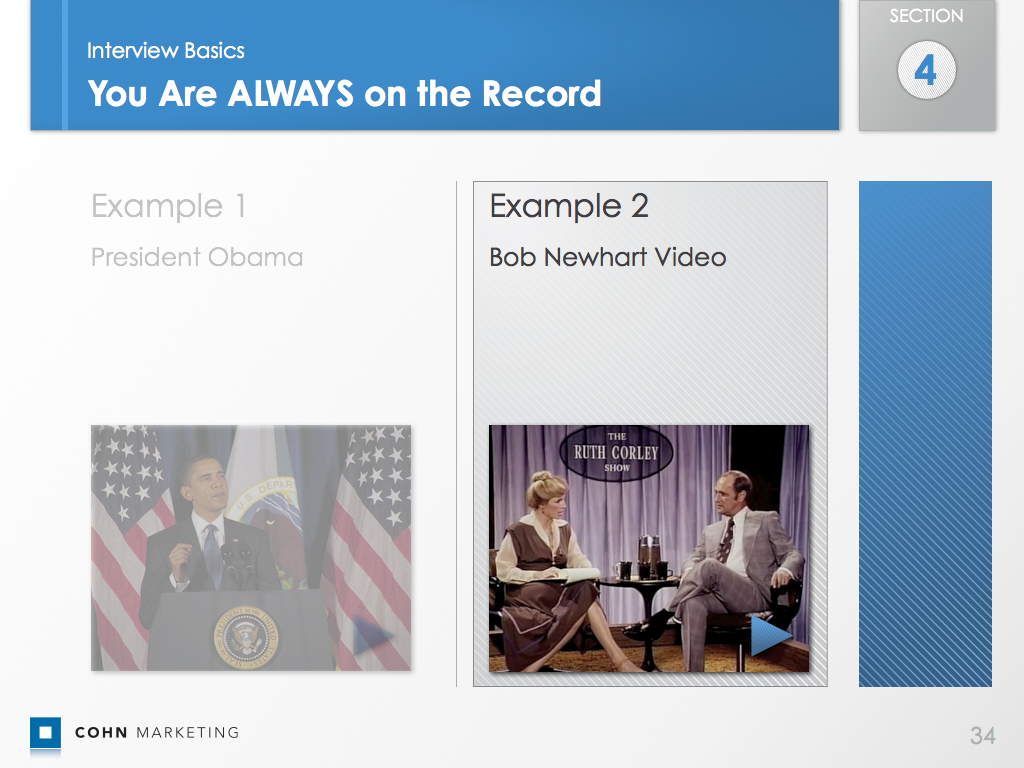 Interview Basics
You Are ALWAYS on the Record
SECTION
4
Example 1
President Obama
Example 2
Bob Newhart Video
U.S. DEPAR
THE
RUTH CORLEY
SHOW
COHN MARKETING
34